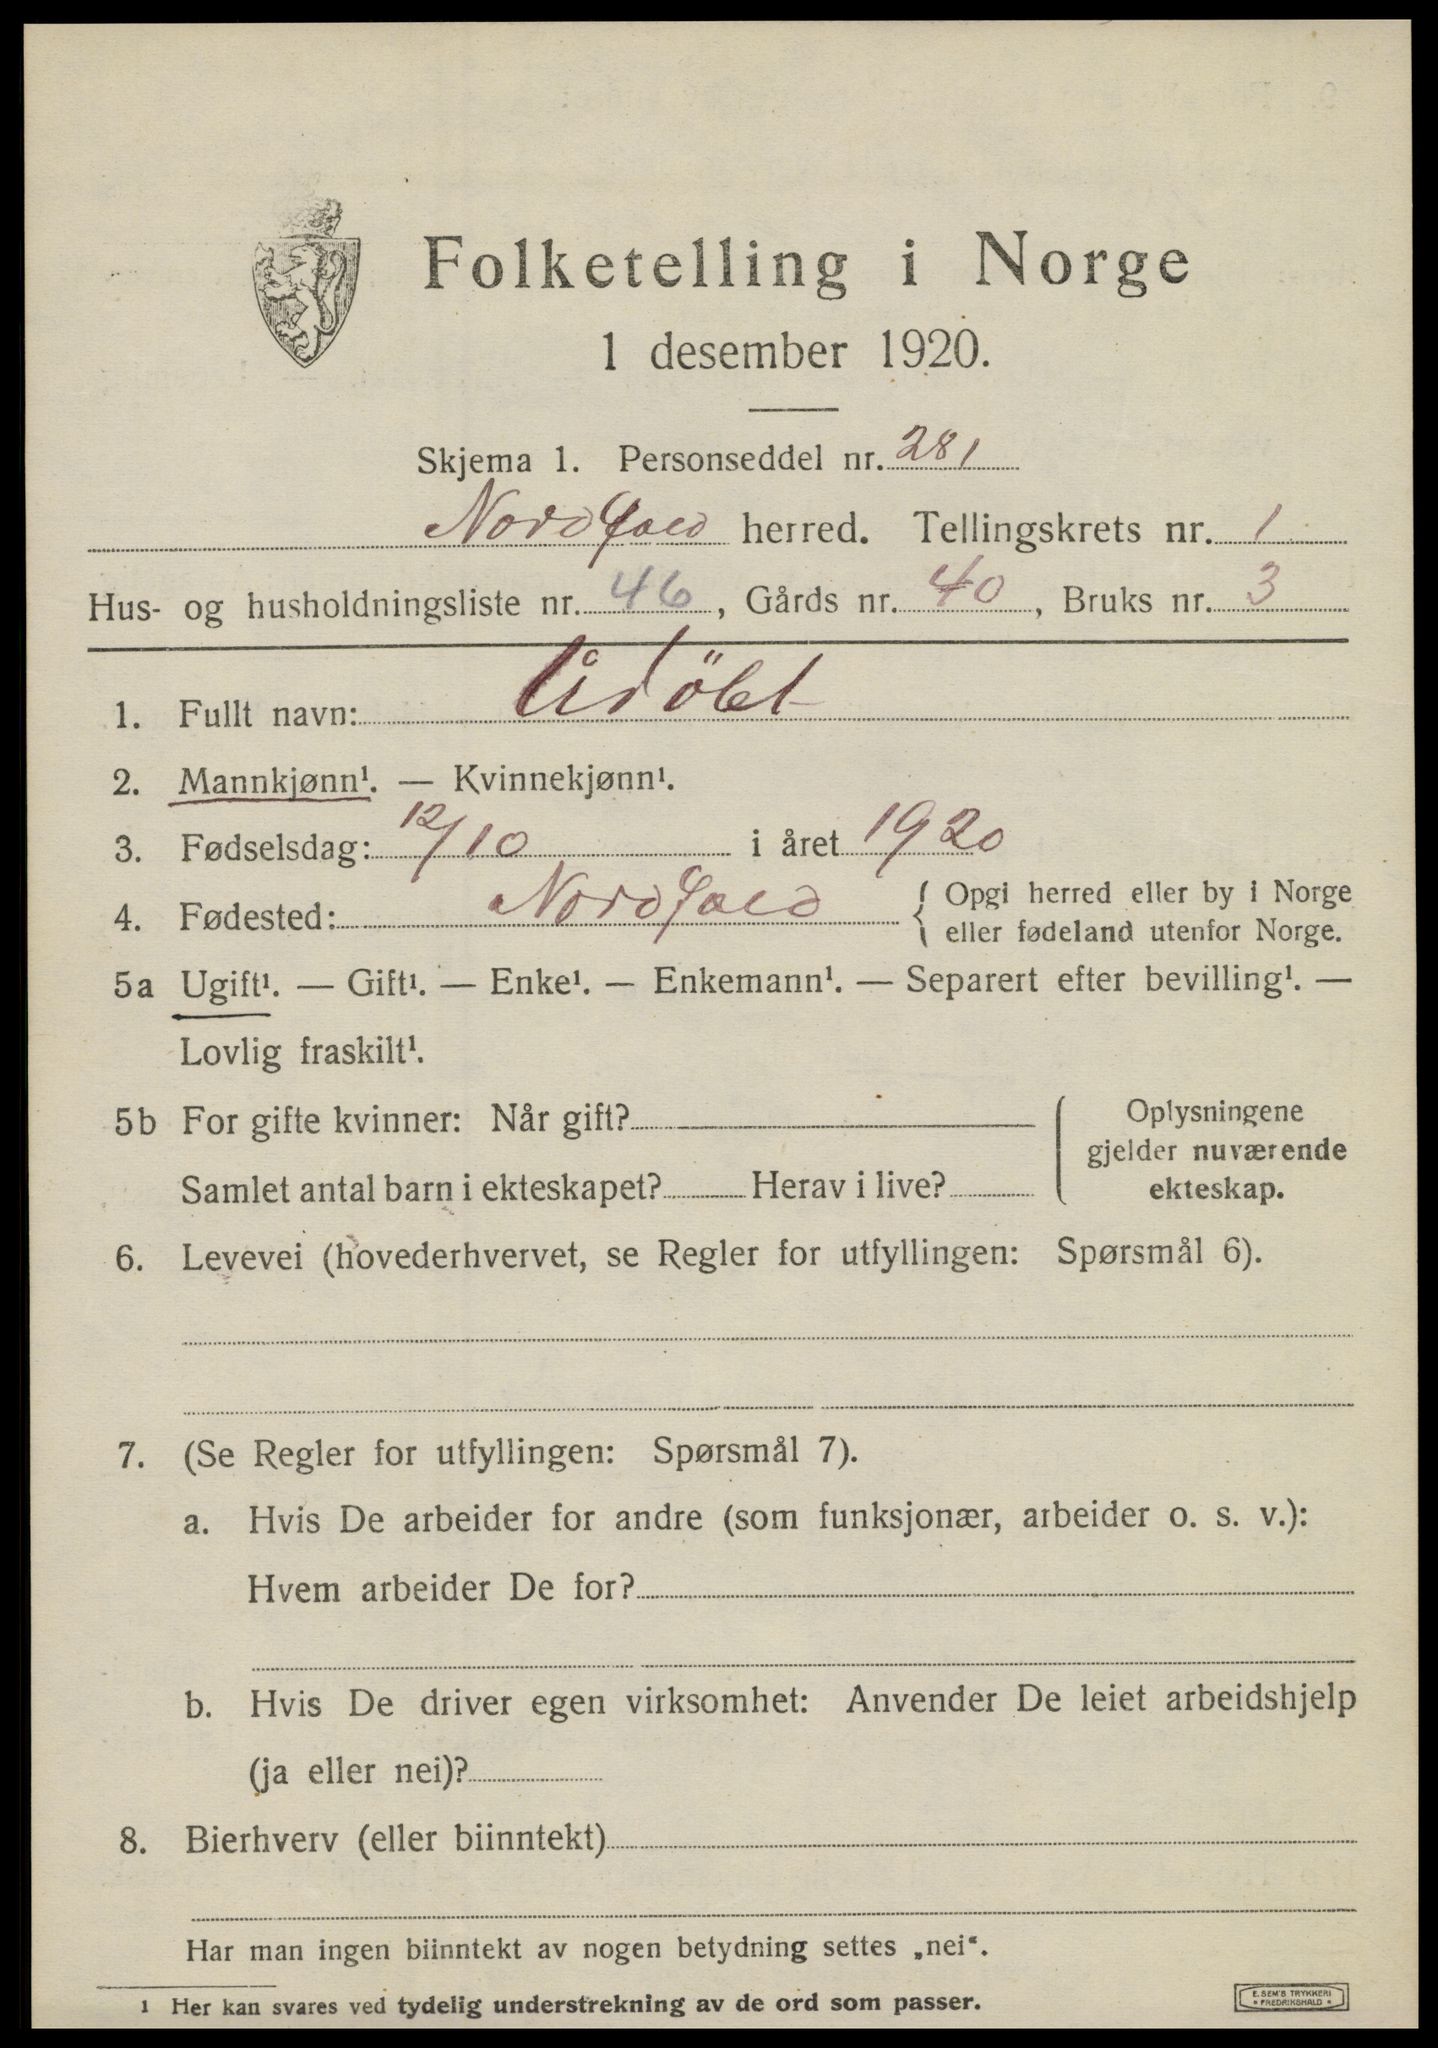 Folketelling i Norge
1 desember 1920.
Skjema 1. Personseddel nr. 281
Nordfold herred. Tellingskrets nr. 1
Hus- og husholdningsliste nr. 46, Gårds nr. 40, Bruks nr. 3
1. Fullt navn: Udöbt
2. Mannkjønn¹. — Kvinnekjønn¹.
3. Fødselsdag: 12/10 i året 1920
4. Fødested: Nordfold { Opgi herred eller by i Norge
eller fødeland utenfor Norge.
5a Ugift¹. — Gift¹. — Enke¹. — Enkemann¹. — Separert efter bevilling¹. —
Lovlig fraskilt¹.
5b For gifte kvinner: Når gift?
Samlet antal barn i ekteskapet? Herav i live?
Oplysningene
gjelder nuværende
ekteskap.
6. Levevei (hovederhvervet, se Regler for utfyllingen: Spørsmål 6).
7. (Se Regler for utfyllingen: Spørsmål 7).
a. Hvis De arbeider for andre (som funksjonær, arbeider o. s. v.):
Hvem arbeider De for?
b. Hvis De driver egen virksomhet: Anvender De leiet arbeidshjelp
(ja eller nei)?
8. Bierhverv (eller biinntekt)
Har man ingen biinntekt av nogen betydning settes „nei“.
1 Her kan svares ved tydelig understrekning av de ord som passer.
E. SEM'S TRYKKERI
• FREDRIKSHALD •